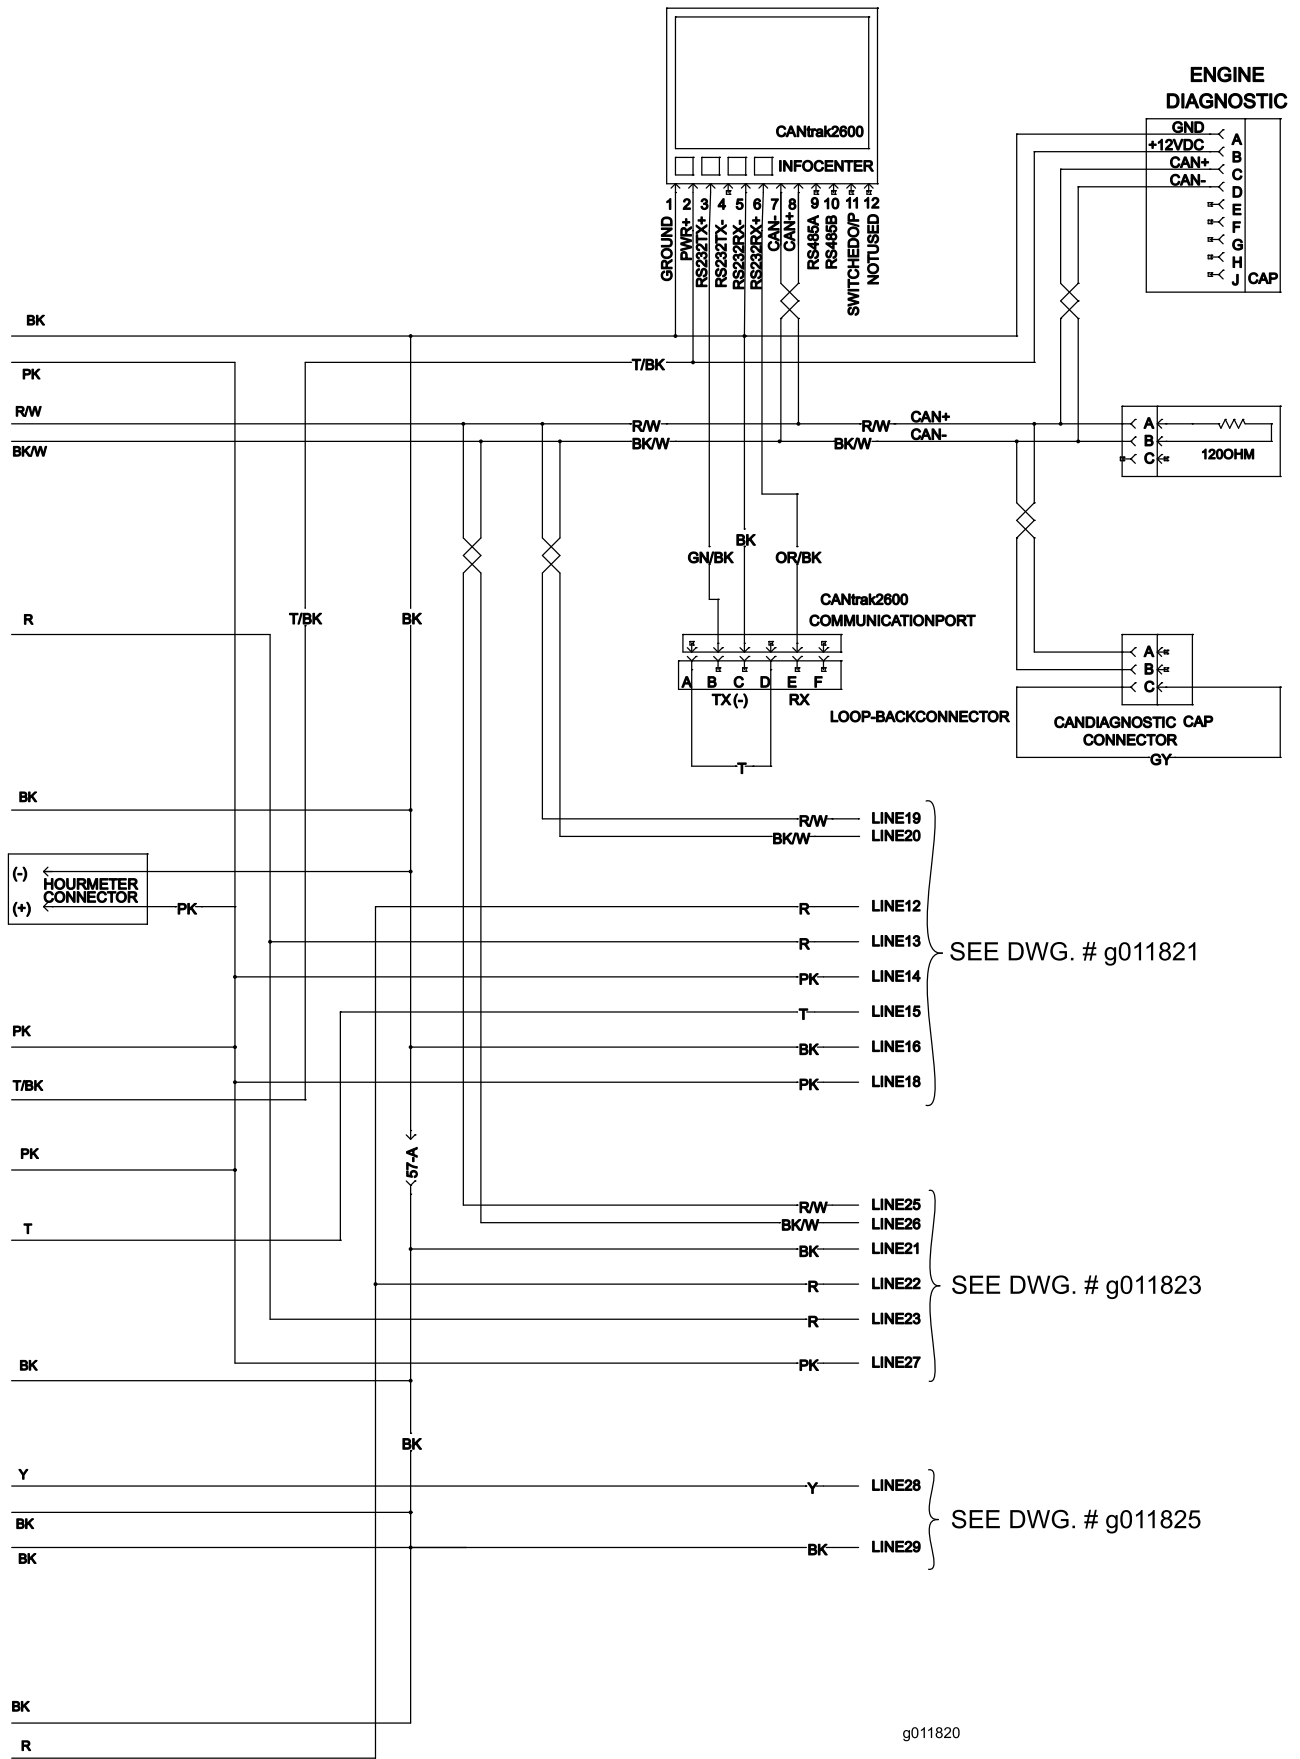 CANtrak2600
INFOCENTER
1 2 3 4 5 6 7 8 9 10 11 12
GROUND
PWR+
RS232TX+
RS232TX-
RS232RX-
RS232RX+
CAN-
CAN+
RS485A
RS485B
SWITCHEDO/P
NOTUSED
ENGINE
DIAGNOSTIC
GND A
+12VDC B
CAN+ C
CAN- D
E
F
G
H
J CAP
BK
PK
T/BK
R/W
R/W
R/W CAN+
BK/W
BK/W
BK/W CAN-
A
B
C
120OHM
GN/BK
BK
OR/BK
CANtrak2600
COMMUNICATIONPORT
A B C D E F
TX (-) RX
T
LOOP-BACKCONNECTOR
A
B
C
CANDIAGNOSTIC CAP
CONNECTOR
GY
R
T/BK
BK
BK
R/W LINE19
BK/W LINE20
(-)
HOURMETER
CONNECTOR
(+)
PK
R LINE12
R LINE13
SEE DWG. # g011821
PK LINE14
T LINE15
PK
BK LINE16
PK LINE18
T/BK
PK
57-A
R/W LINE25
BK/W LINE26
T
BK LINE21
R LINE22
SEE DWG. # g011823
R LINE23
BK
PK LINE27
BK
Y
Y LINE28
SEE DWG. # g011825
BK
BK
BK LINE29
BK
R
g011820